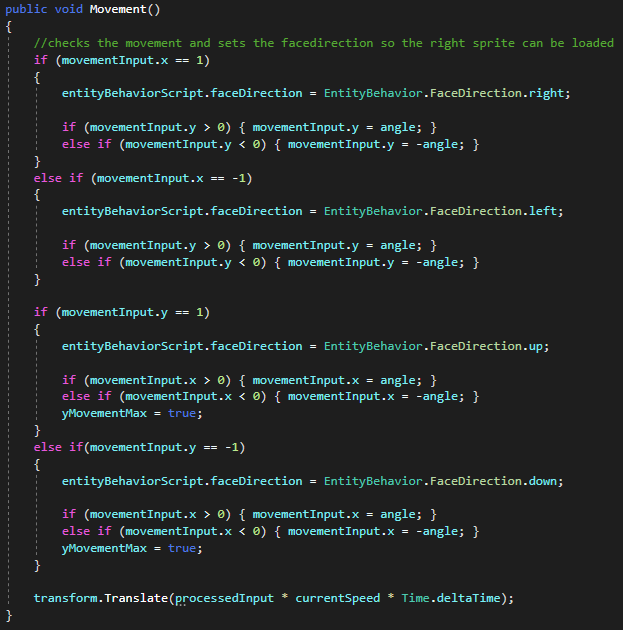 public void Movement()
{
//checks the movement and sets the facedirection so the right sprite can be loaded
if (movementInput.x == 1)
{
entityBehaviorScript.faceDirection = EntityBehavior.FaceDirection.right;
if (movementInput.y > 0) { movementInput.y = angle; }
else if (movementInput.y < 0) { movementInput.y = -angle; }
}
else if (movementInput.x == -1)
{
entityBehaviorScript.faceDirection = EntityBehavior.FaceDirection.left;
if (movementInput.y > 0) { movementInput.y = angle; }
else if (movementInput.y < 0) { movementInput.y = -angle; }
}
if (movementInput.y == 1)
{
entityBehaviorScript.faceDirection = EntityBehavior.FaceDirection.up;
if (movementInput.x > 0) { movementInput.x = angle; }
else if (movementInput.x < 0) { movementInput.x = -angle; }
yMovementMax = true;
}
else if(movementInput.y == -1)
{
entityBehaviorScript.faceDirection = EntityBehavior.FaceDirection.down;
if (movementInput.x > 0) { movementInput.x = angle; }
else if (movementInput.x < 0) { movementInput.x = -angle; }
yMovementMax = true;
}
transform.Translate(processedInput * currentSpeed * Time.deltaTime);
}